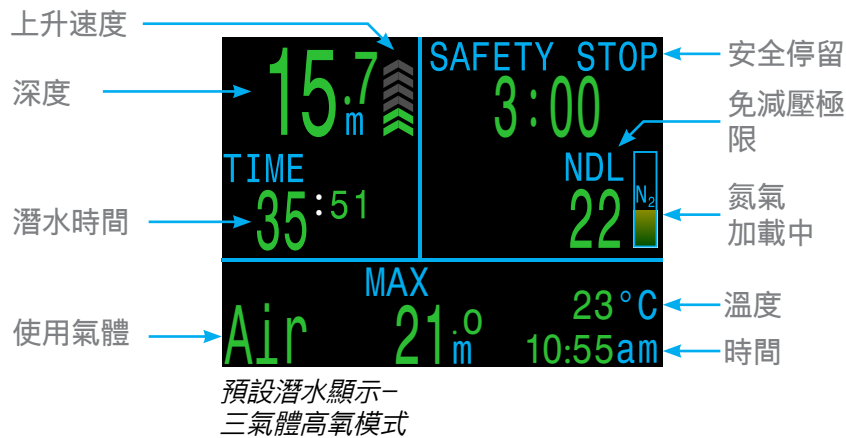 上升速度
深度
潛水時間
使用氣體
15.7m
SAFETY STOP
3:00
TIME
35:51
NDL
22
N₂
MAX
Air
21.0m
23°C
10:55am
安全停留
免減壓極
限
氮氣
加載中
溫度
時間
預設潛水顯示–
三氣體高氧模式